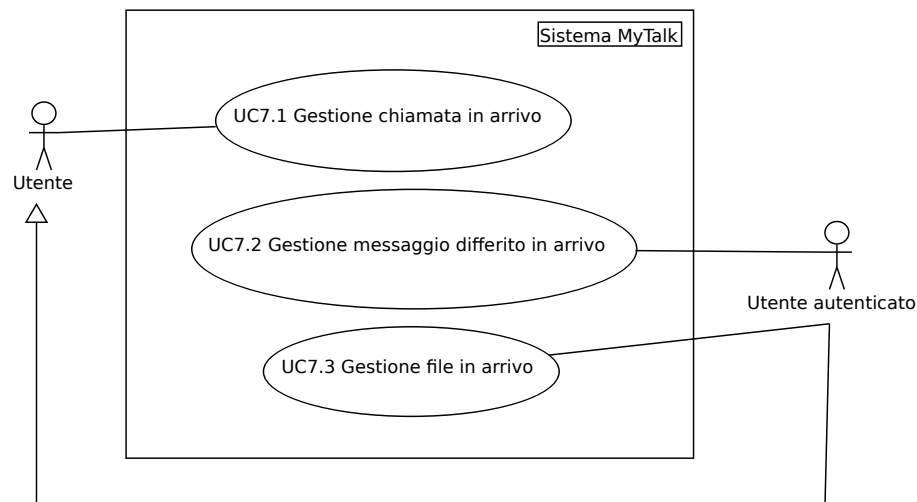 Sistema MyTalk
UC7.1 Gestione chiamata in arrivo
Utente
UC7.2 Gestione messaggio differito in arrivo
Utente autenticato
UC7.3 Gestione file in arrivo